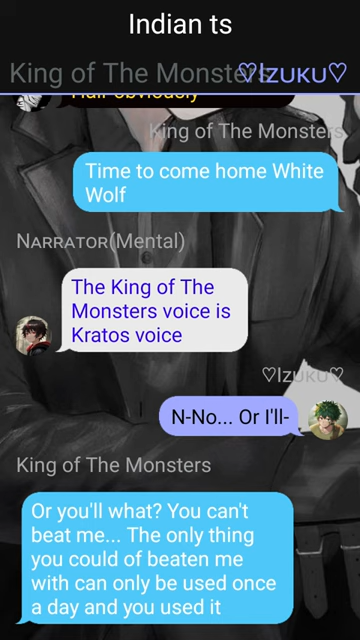 Indian ts
King of The Monsters
♡Izuku♡
Half obviously
King of The Monsters
Time to come home White
Wolf
Narrator(Mental)
The King of The
Monsters voice is
Kratos voice
♡Izuku♡
N-No... Or I'll-
King of The Monsters
Or you'll what? You can't
beat me... The only thing
you could of beaten me
with can only be used once
a day and you used it